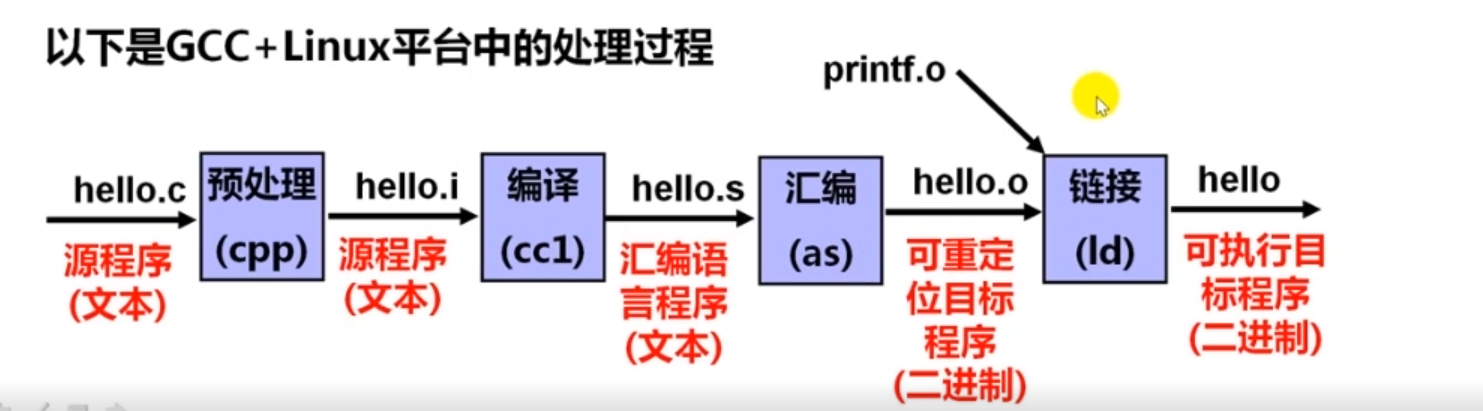 以下是GCC+Linux平台中的处理过程
printf.o
hello.c
预处理
(cpp)
hello.i
编译
(cc1)
hello.s
汇编
(as)
hello.o
链接
(ld)
hello
源程序
(文本)
源程序
(文本)
汇编语
言程序
(文本)
可重定
位目标
程序
(二进制)
可执行目
标程序
(二进制)